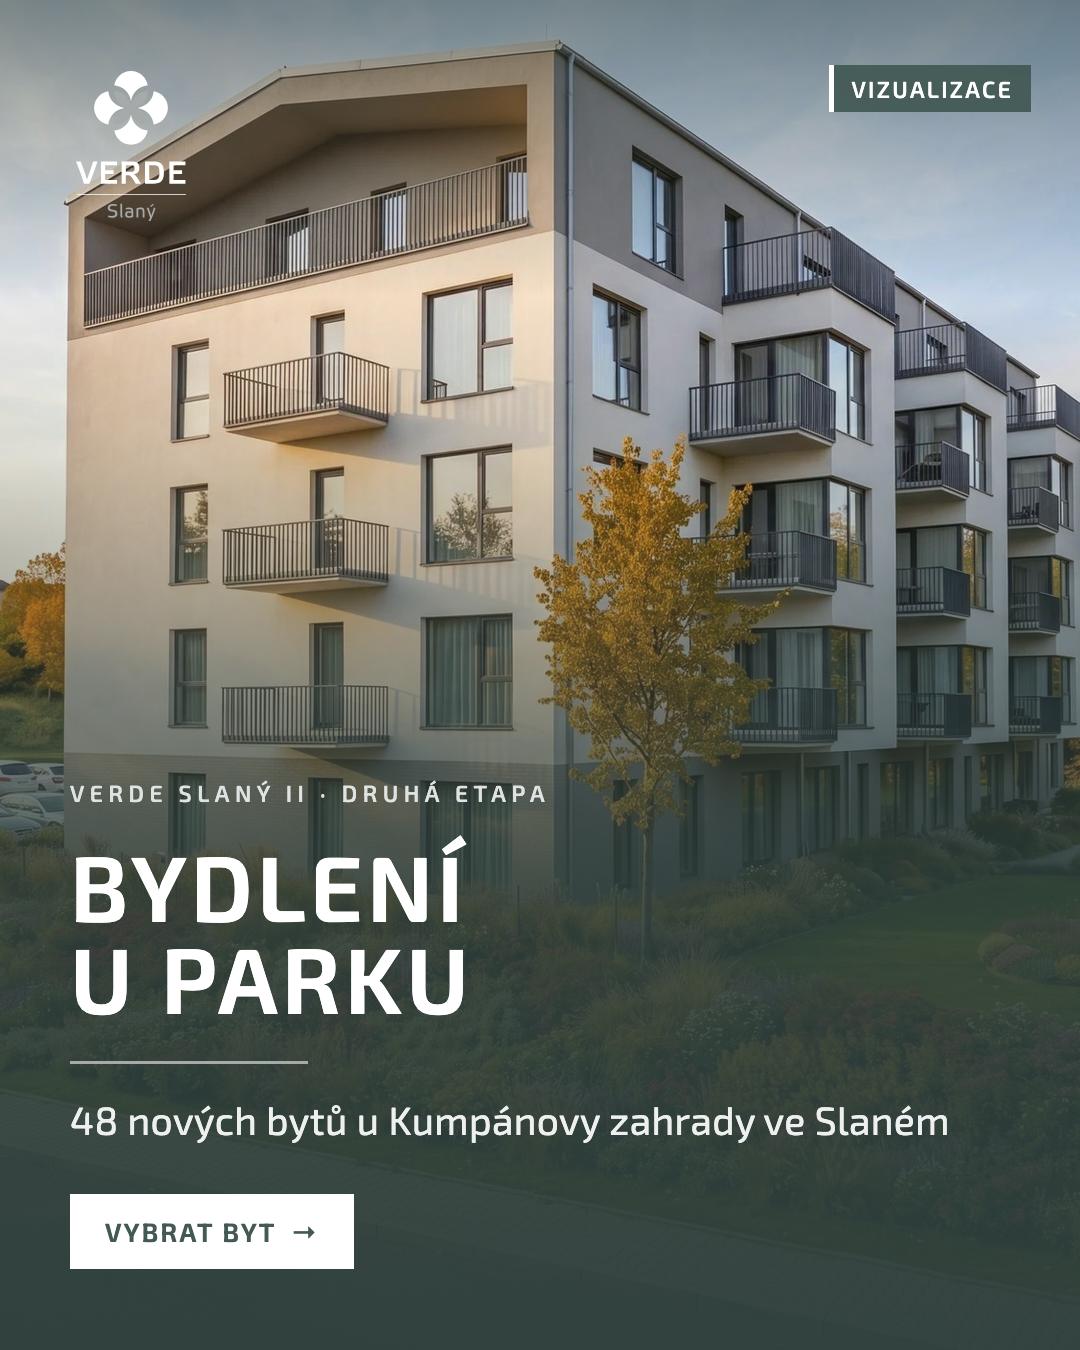 VERDE
Slaný
VIZUALIZACE
VERDE SLANÝ II · DRUHÁ ETAPA
BYDLENÍ
U PARKU
48 nových bytů u Kumpánovy zahrady ve Slaném
VYBRAT BYT →